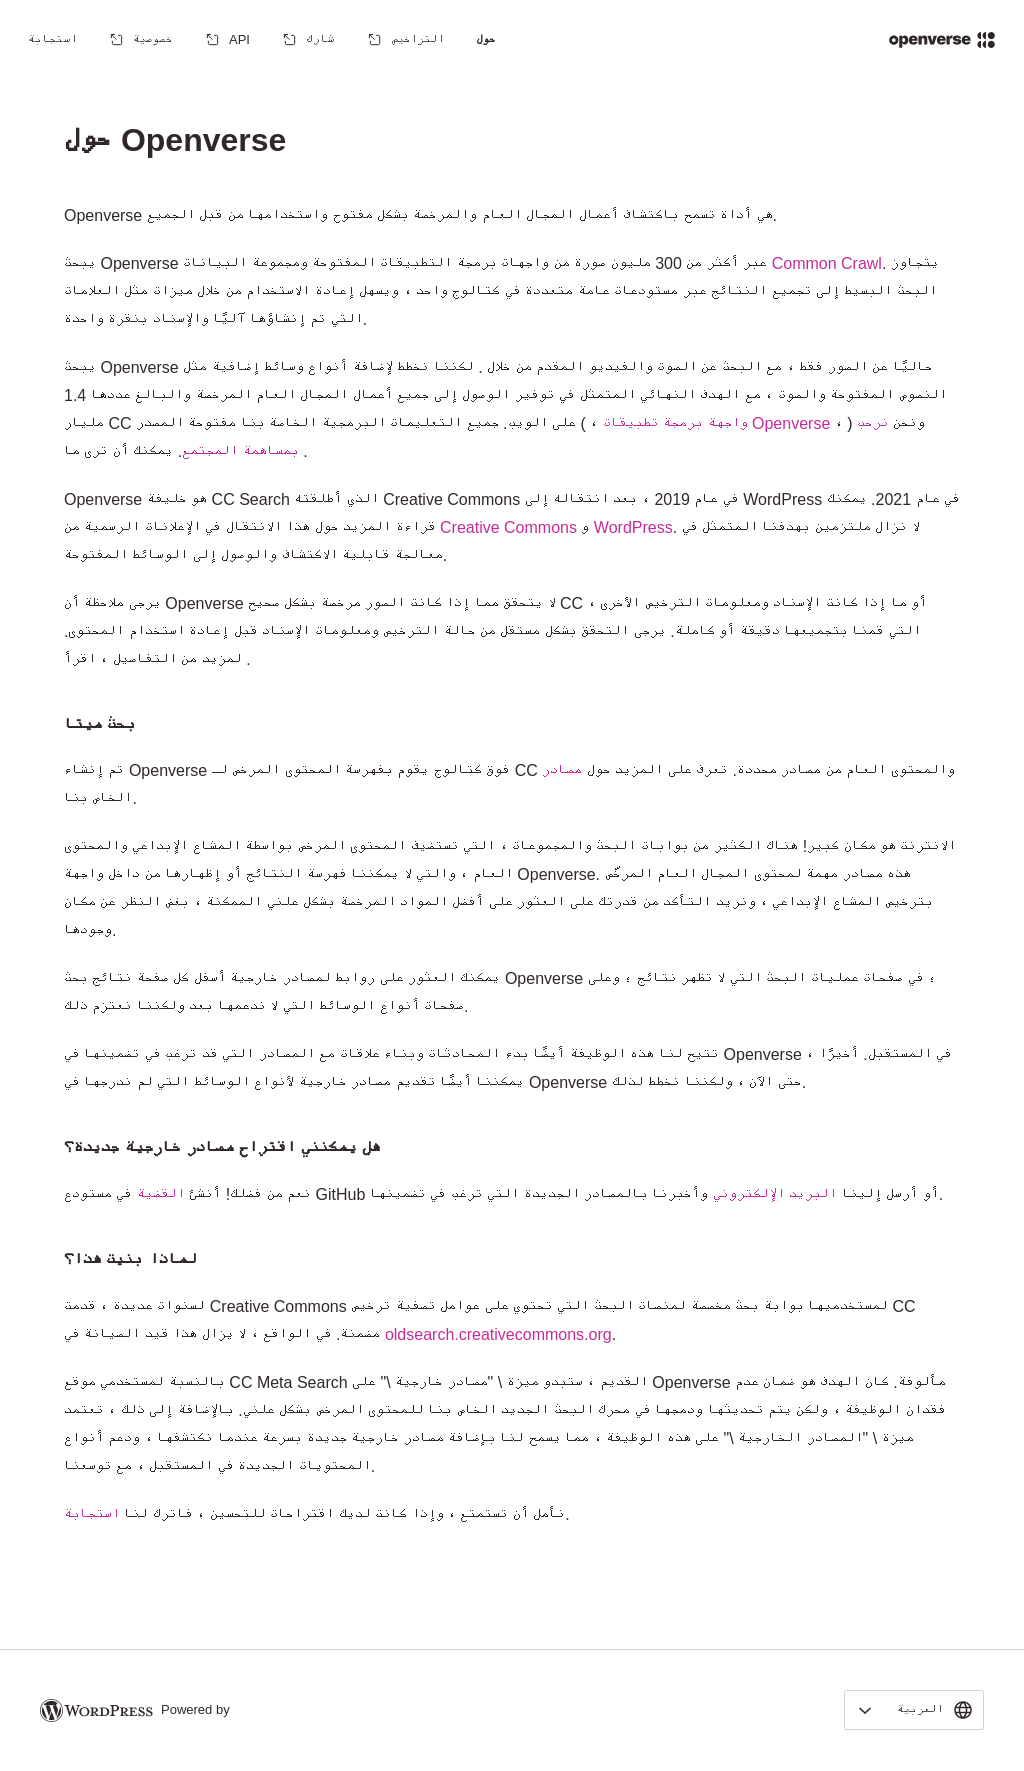 openverse
حول
التراخيص
شارك
API
خصوصية
استجابة
حول Openverse
Openverse هي أداة تسمح باكتشاف أعمال المجال العام والمرخصة بشكل مفتوح واستخدامها من قبل الجميع.
يبحث Openverse عبر أكثر من 300 مليون صورة من واجهات برمجة التطبيقات المفتوحة ومجموعة البيانات Common Crawl. يتجاوز
البحث البسيط إلى تجميع النتائج عبر مستودعات عامة متعددة في كتالوج واحد ، ويسهل إعادة الاستخدام من خلال ميزات مثل العلامات
التي تم إنشاؤها آليًا والإسناد بنقرة واحدة.
يبحث Openverse حاليًا عن الصور فقط ، مع البحث عن الصوت والفيديو المقدم من خلال . لكننا نخطط لإضافة أنواع وسائط إضافية مثل
النصوص المفتوحة والصوت ، مع الهدف النهائي المتمثل في توفير الوصول إلى جميع أعمال المجال العام المرخصة والبالغ عددها 1.4
مليار CC على الويب. جميع التعليمات البرمجية الخاصة بنا مفتوحة المصدر ( ، واجهة برمجة تطبيقات Openverse ، ) ونحن نرحب
بمساهمة المجتمع. يمكنك أن ترى ما .
Openverse هو خليفة CC Search الذي أطلقته Creative Commons في عام 2019 ، بعد انتقاله إلى WordPress في عام 2021. يمكنك
قراءة المزيد حول هذا الانتقال في الإعلانات الرسمية من Creative Commons و WordPress. لا نزال ملتزمين بهدفنا المتمثل في
معالجة قابلية الاكتشاف والوصول إلى الوسائط المفتوحة.
يرجى ملاحظة أن Openverse لا يتحقق مما إذا كانت الصور مرخصة بشكل صحيح CC ، أو ما إذا كانت الإسناد ومعلومات الترخيص الأخرى
التي قمنا بتجميعها دقيقة أو كاملة. يرجى التحقق بشكل مستقل من حالة الترخيص ومعلومات الإسناد قبل إعادة استخدام المحتوى.
لمزيد من التفاصيل ، اقرأ .
بحث ميتا
تم إنشاء Openverse فوق كتالوج يقوم بفهرسة المحتوى المرخص لـ CC والمحتوى العام من مصادر محددة. تعرف على المزيد حول مصادر
الخاص بنا.
الانترنت هو مكان كبير! هناك الكثير من بوابات البحث والمجموعات ، التي تستضيف المحتوى المرخص بواسطة المشاع الإبداعي والمحتوى
العام ، والتي لا يمكننا فهرسة النتائج أو إظهارها من داخل واجهة Openverse. هذه مصادر مهمة لمحتوى المجال العام المرخّص
بترخيص المشاع الإبداعي ، ونريد التأكد من قدرتك على العثور على أفضل المواد المرخصة بشكل علني الممكنة ، بغض النظر عن مكان
وجودها.
يمكنك العثور على روابط لمصادر خارجية أسفل كل صفحة نتائج بحث Openverse ؛ في صفحات عمليات البحث التي لا تظهر نتائج ؛ وعلى
صفحات أنواع الوسائط التي لا ندعمها بعد ولكننا نعتزم ذلك.
تتيح لنا هذه الوظيفة أيضًا بدء المحادثات وبناء علاقات مع المصادر التي قد ترغب في تضمينها في Openverse في المستقبل. أخيرًا ،
يمكننا أيضًا تقديم مصادر خارجية لأنواع الوسائط التي لم ندرجها في Openverse حتى الآن ، ولكننا نخطط لذلك.
هل يمكنني اقتراح مصادر خارجية جديدة؟
نعم من فضلك! أنشئ القضية في مستودع GitHub أو أرسل إلينا البريد الإلكتروني وأخبرنا بالمصادر الجديدة التي ترغب في تضمينها.
لماذا بنيت هذا؟
لسنوات عديدة ، قدمت Creative Commons لمستخدميها بوابة بحث مخصصة لمنصات البحث التي تحتوي على عوامل تصفية ترخيص CC
مضمنة. في الواقع ، لا يزال هذا قيد الصيانة في oldsearch.creativecommons.org.
بالنسبة لمستخدمي موقع CC Meta Search القديم ، ستبدو ميزة \ "مصادر خارجية \" على Openverse مألوفة. كان الهدف هو ضمان عدم
فقدان الوظيفة ، ولكن يتم تحديثها ودمجها في محرك البحث الجديد الخاص بنا للمحتوى المرخص بشكل علني. بالإضافة إلى ذلك ، تعتمد
ميزة \ "المصادر الخارجية \" على هذه الوظيفة ، مما يسمح لنا بإضافة مصادر خارجية جديدة بسرعة عندما نكتشفها ، ودعم أنواع
المحتويات الجديدة في المستقبل ، مع توسعنا.
نأمل أن تستمتع ، وإذا كانت لديك اقتراحات للتحسين ، فاترك لنا استجابة.
العربية
Powered by WORDPRESS